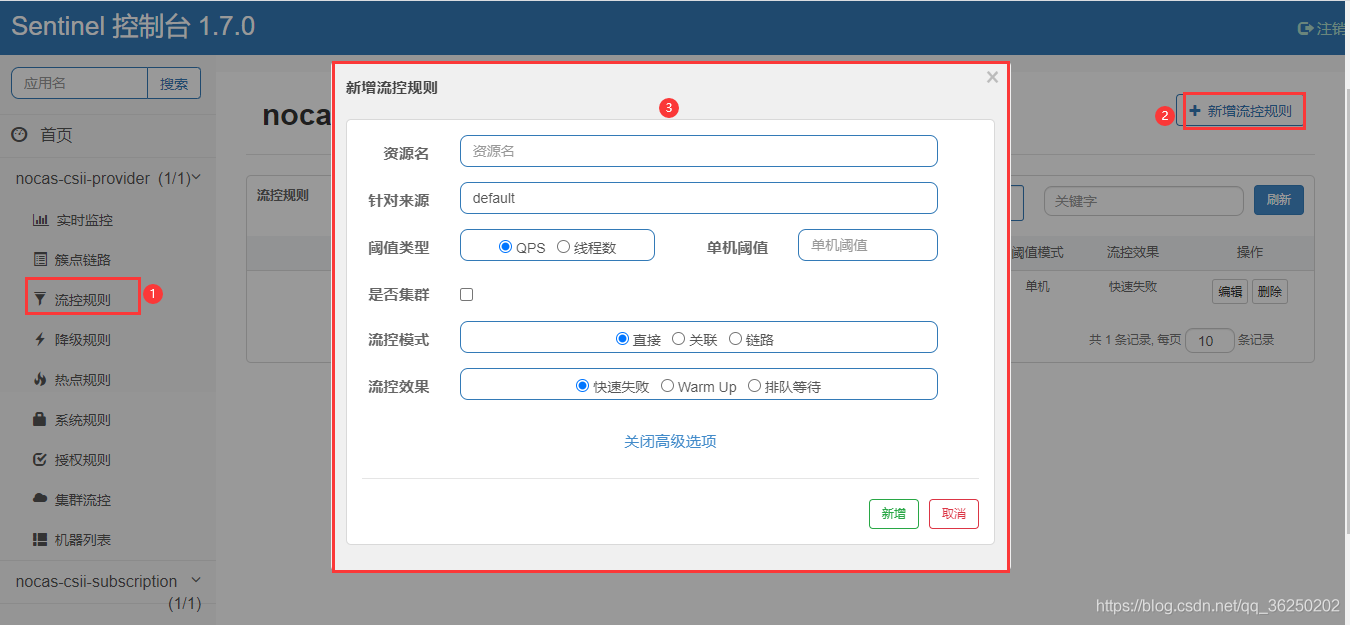 Sentinel 控制台 1.7.0
注销
应用名
搜索
首页
nocas-csii-provider (1/1)
实时监控
簇点链路
流控规则
1
降级规则
热点规则
系统规则
授权规则
集群流控
机器列表
nocas-csii-subscription
(1/1)
noca
2
新增流控规则
流控规则
关键字
刷新
阈值模式
流控效果
操作
单机
快速失败
编辑
删除
共 1 条记录, 每页 10 条记录
新增流控规则
×
3
资源名
资源名
针对来源
default
阈值类型
QPS
线程数
单机阈值
单机阈值
是否集群
流控模式
直接
关联
链路
流控效果
快速失败
Warm Up
排队等待
关闭高级选项
新增
取消
https://blog.csdn.net/qq_36250202